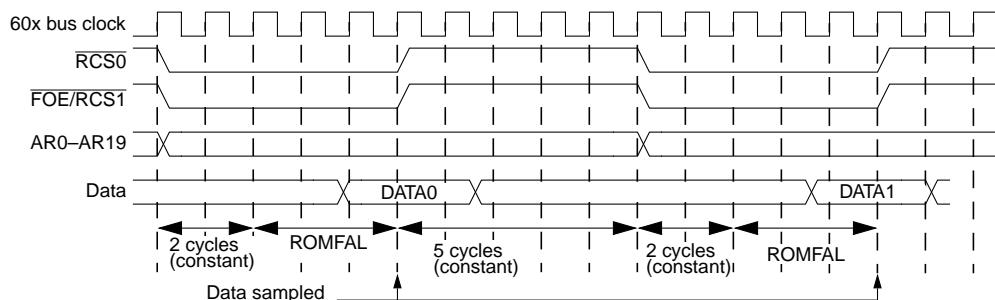 60x bus clock
RCS0
FOE/RCS1
AR0–AR19
Data
DATA0
DATA1
2 cycles
(constant)
ROMFAL
5 cycles
(constant)
2 cycles
(constant)
ROMFAL
Data sampled